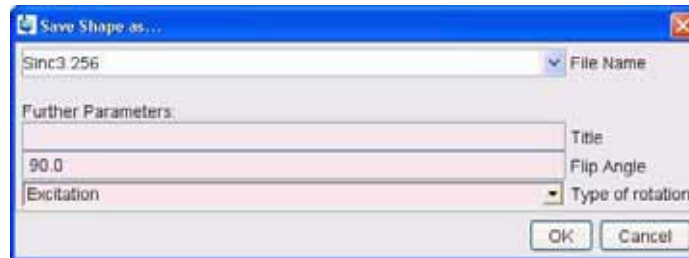 Save Shape as...
Sinc3.256 File Name
Further Parameters:
Title
90.0 Flip Angle
Excitation Type of rotation
OK Cancel